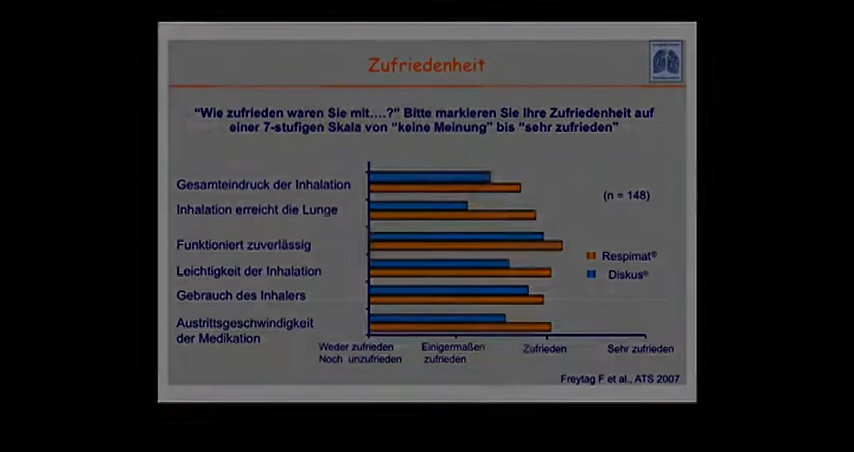 Zufriedenheit
"Wie zufrieden waren Sie mit....?" Bitte markieren Sie Ihre Zufriedenheit auf
einer 7-stufigen Skala von "keine Meinung" bis "sehr zufrieden"
Gesamteindruck der Inhalation
(n = 148)
Inhalation erreicht die Lunge
Funktioniert zuverlässig
Respimat®
Leichtigkeit der Inhalation
Diskus®
Gebrauch des Inhalers
Austrittsgeschwindigkeit
der Medikation
Weder zufrieden
Noch unzufrieden
Einigermaßen
zufrieden
Zufrieden
Sehr zufrieden
Freytag F et al., ATS 2007